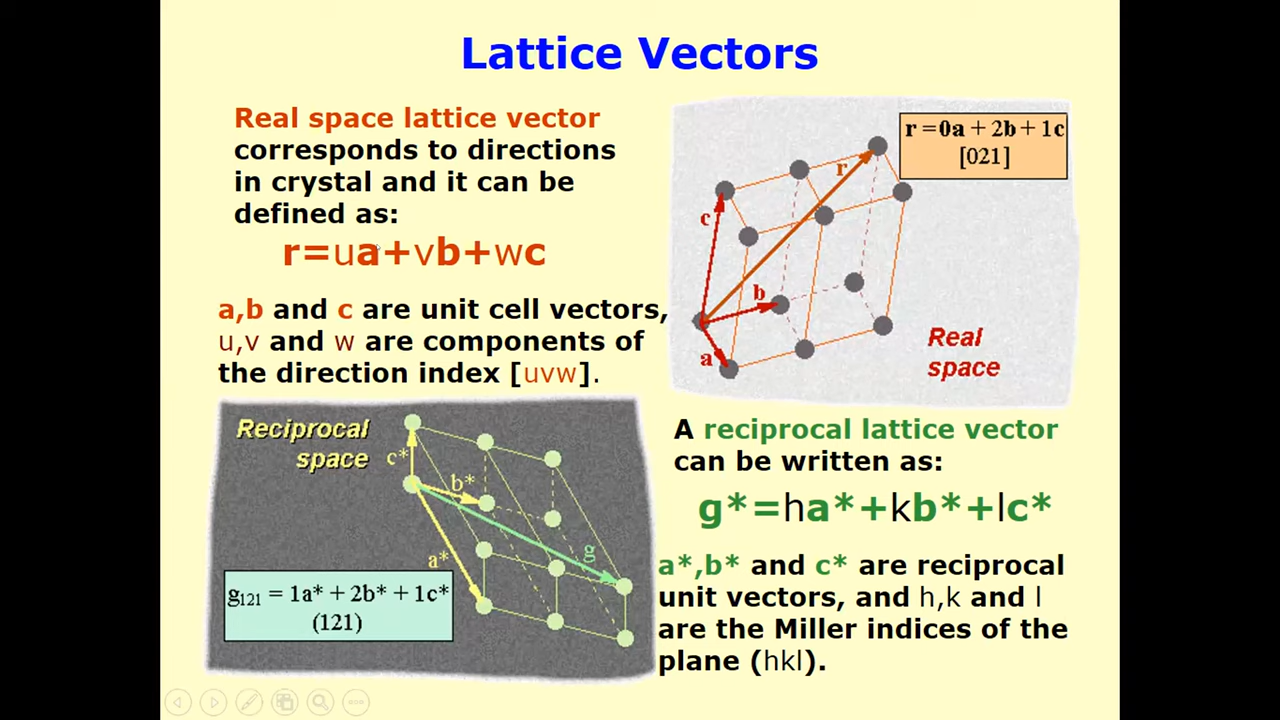 Lattice Vectors
Real space lattice vector
corresponds to directions
in crystal and it can be
defined as:
r=ua+vb+wc
a,b and c are unit cell vectors,
u,v and w are components of
the direction index [uvw].
r = 0a + 2b + 1c
[021]
r
c
b
a
Real
space
Reciprocal
space
c*
b*
a*
g
g₁₂₁ = 1a* + 2b* + 1c*
(121)
A reciprocal lattice vector
can be written as:
g*=ha*+kb*+lc*
a*,b* and c* are reciprocal
unit vectors, and h,k and l
are the Miller indices of the
plane (hkl).